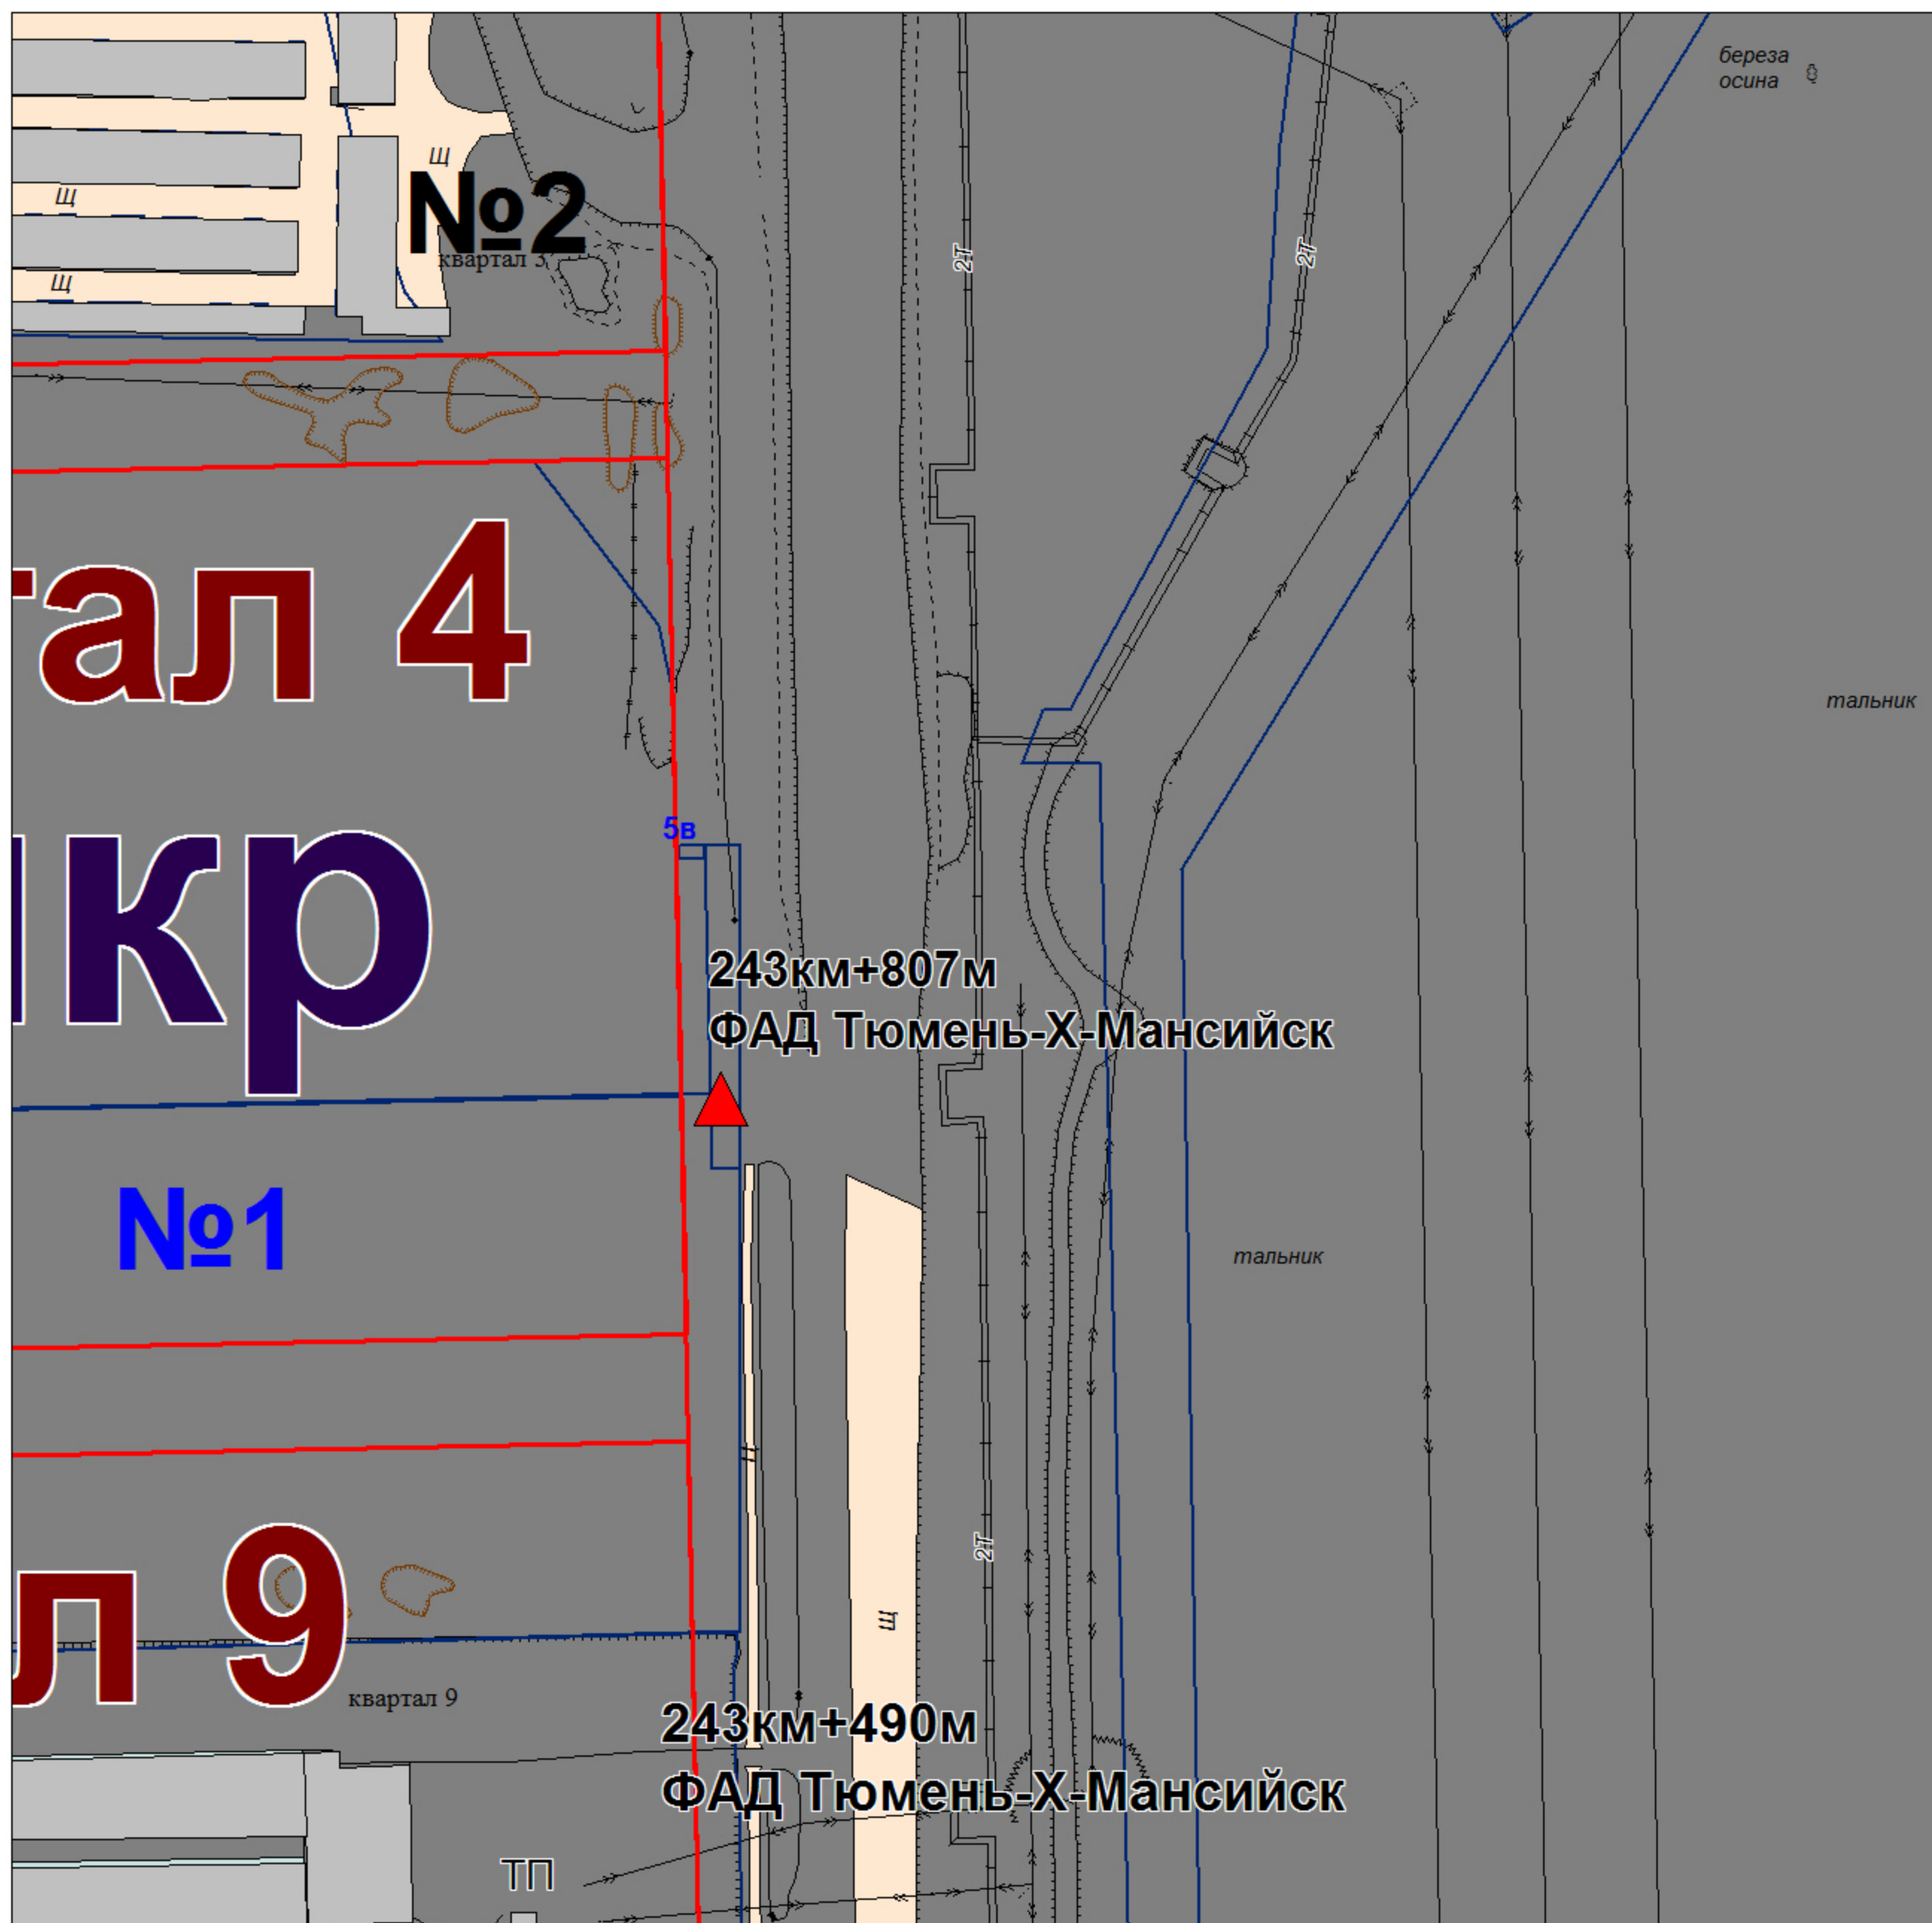 береза
осина
Щ
Щ
№2
квартал 3
2Т
2Т
Щ
тал 4
тальник
5в
кр
243км+807м
ФАД Тюмень-Х-Мансийск
№1
тальник
2Т
л 9
Щ
квартал 9
243км+490м
ФАД Тюмень-Х-Мансийск
ТП